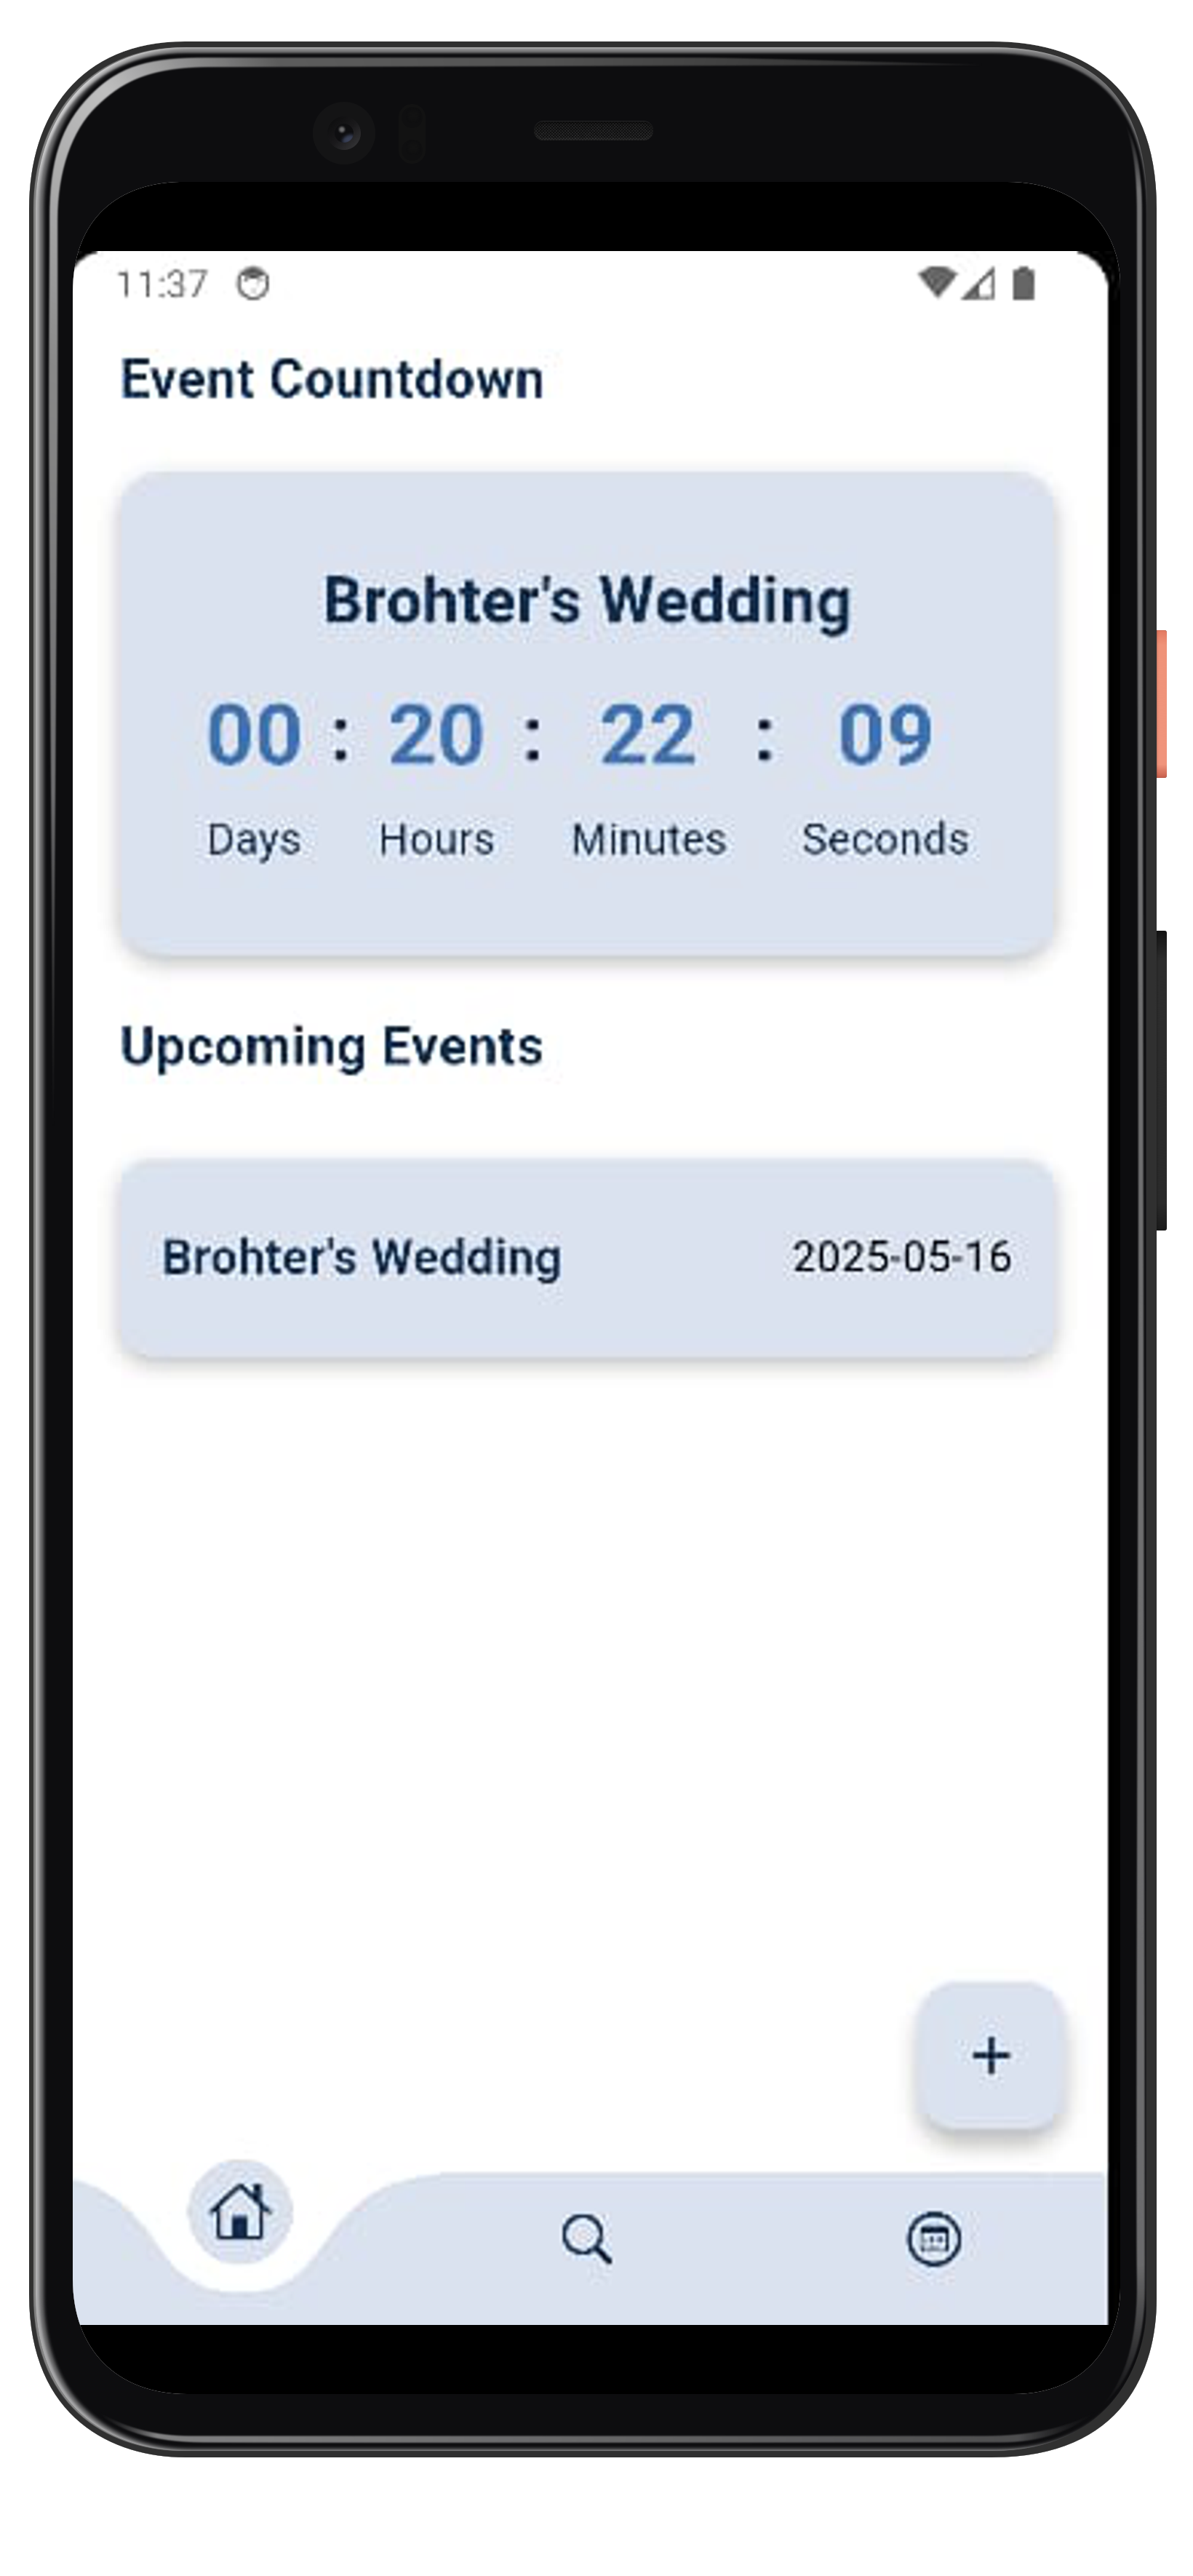 11:37
Event Countdown
Brohter's Wedding
00 : 20 : 22 : 09
Days Hours Minutes Seconds
Upcoming Events
Brohter's Wedding 2025-05-16
+